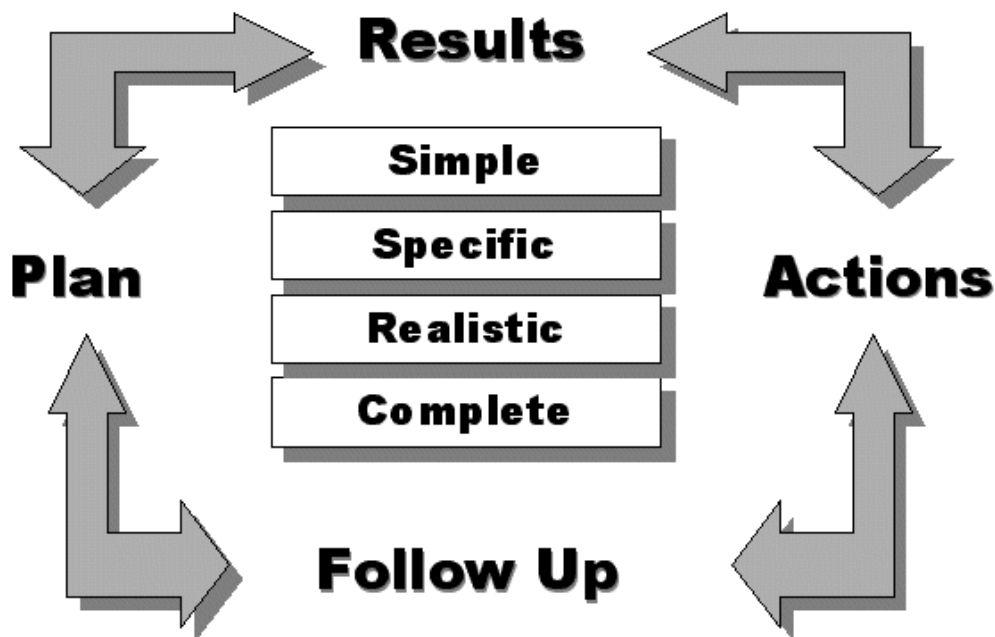 Results
Simple
Specific
Plan
Actions
Realistic
Complete
Follow Up